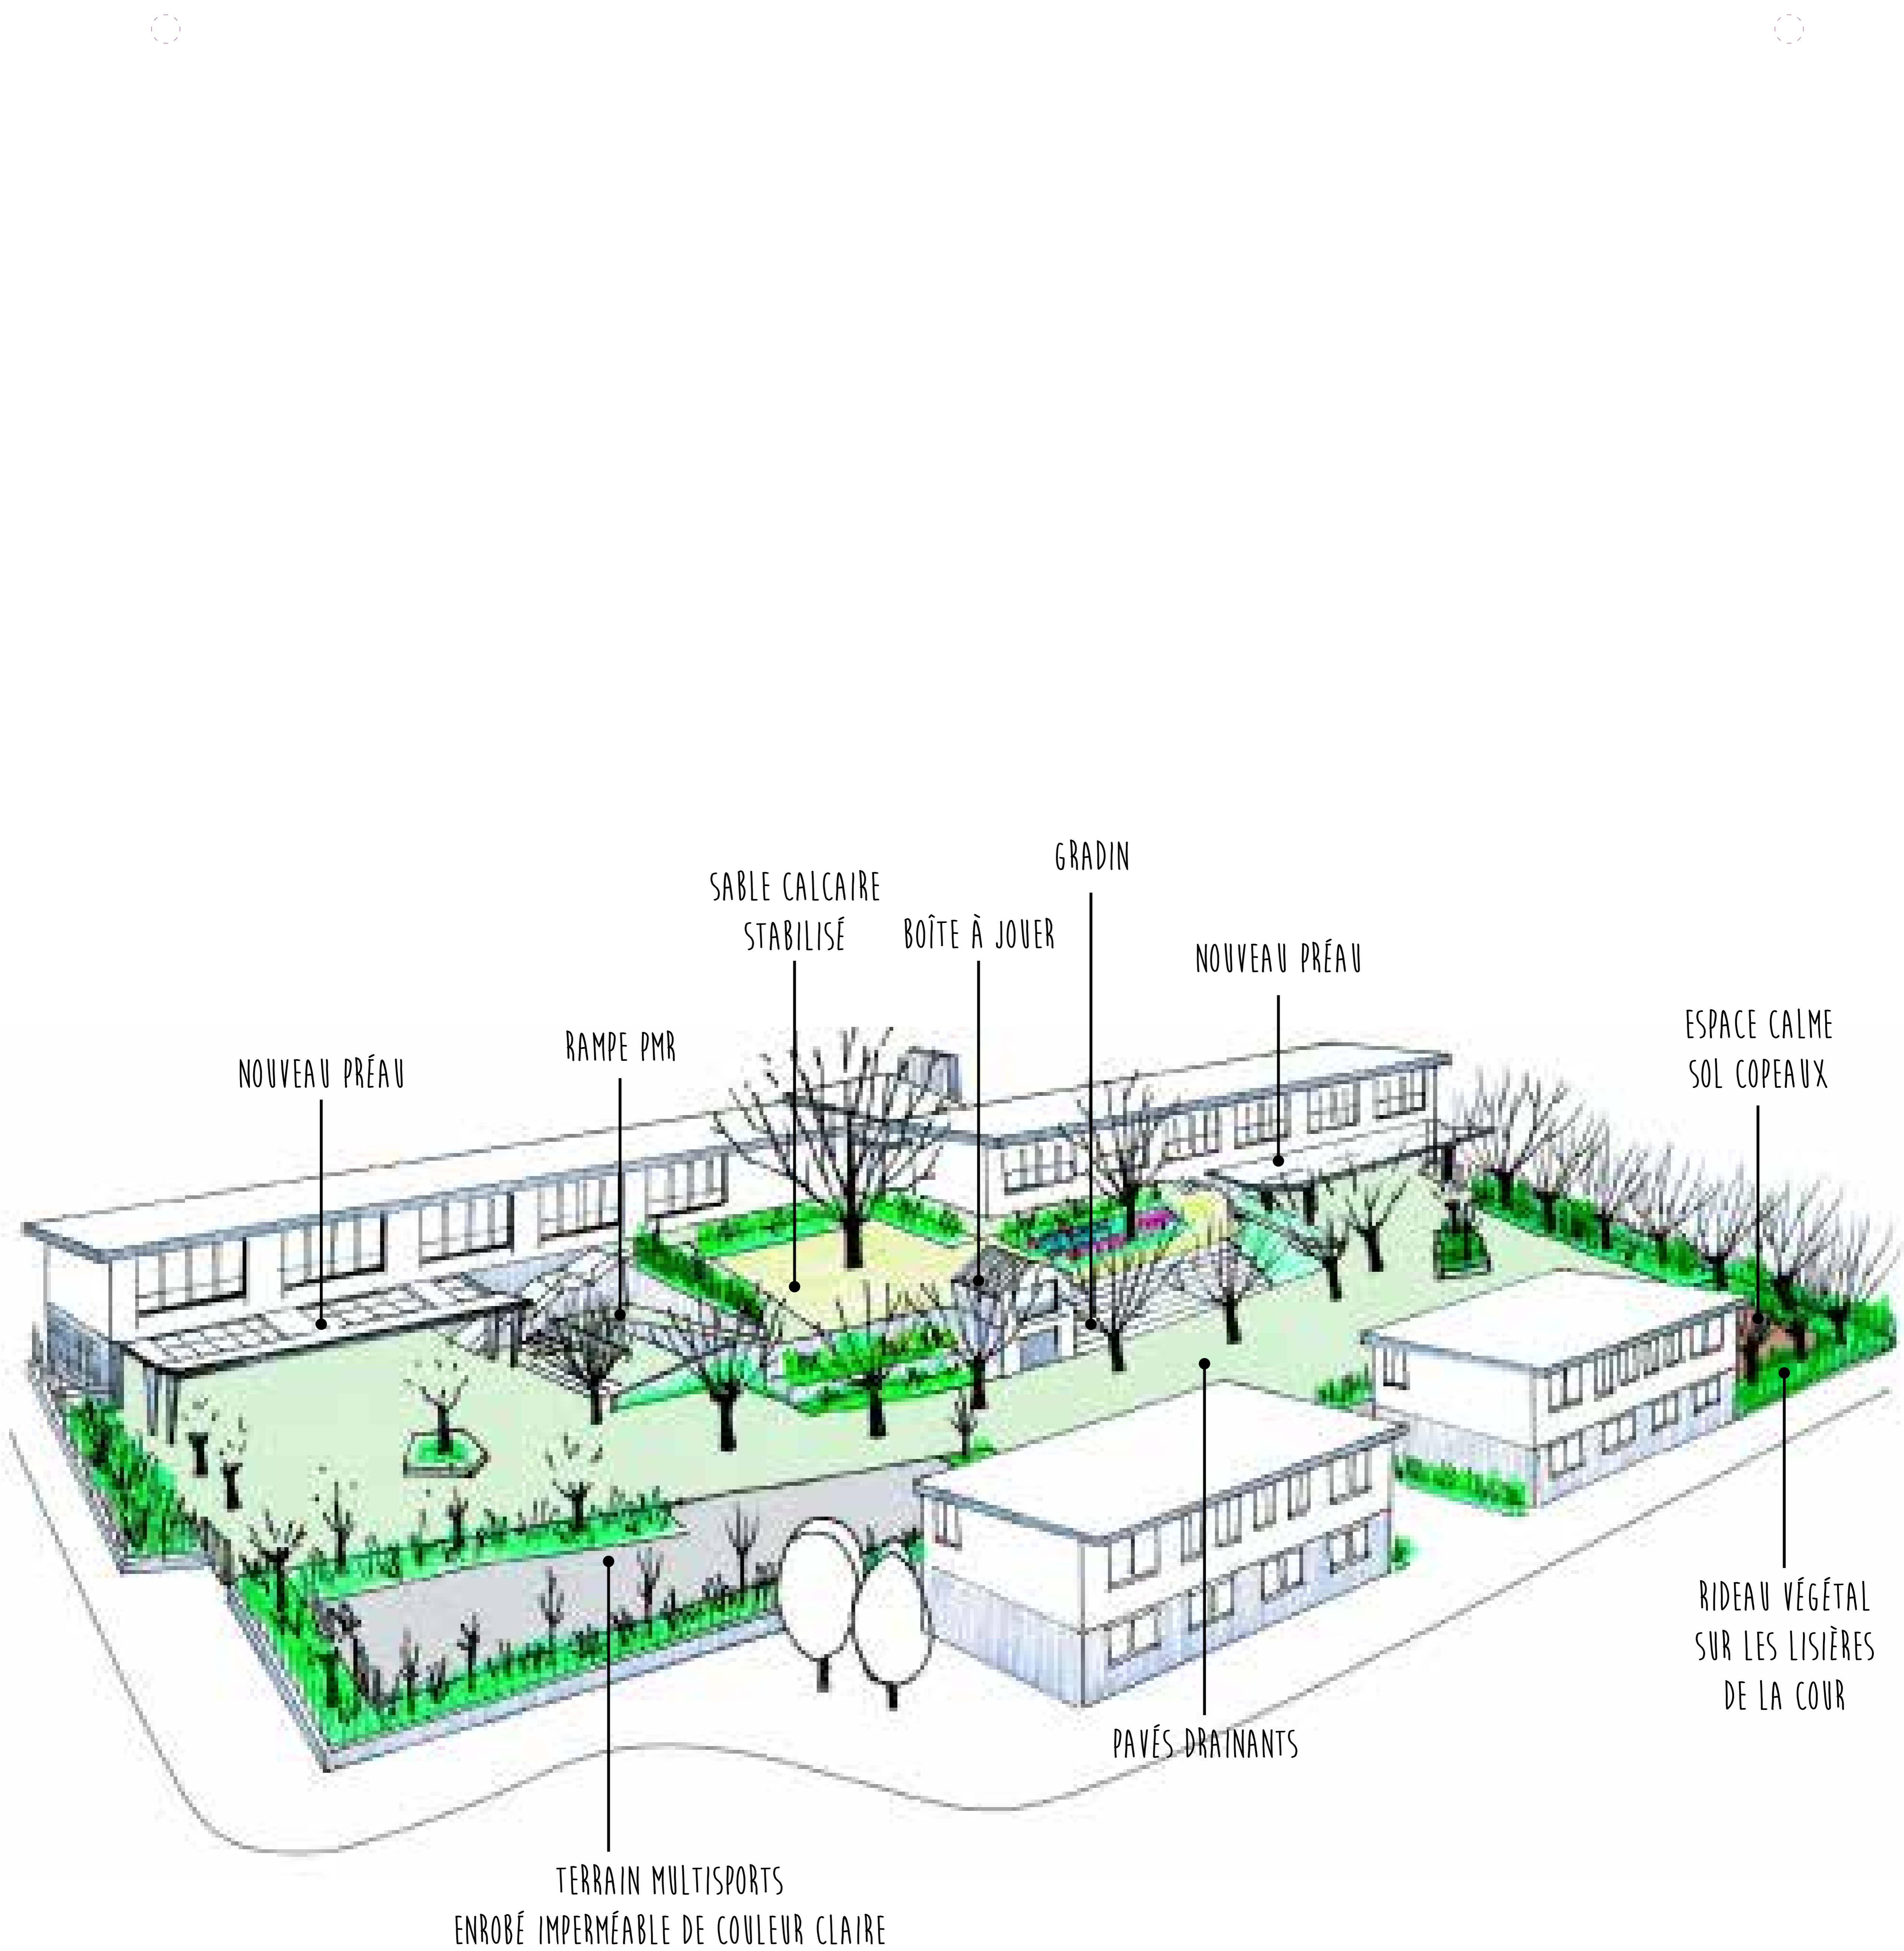 GRADIN
SABLE CALCAIRE
STABILISÉ
BOÎTE À JOUER
NOUVEAU PRÉAU
ESPACE CALME
SOL COPEAUX
RAMPE PMR
NOUVEAU PRÉAU
RIDEAU VÉGÉTAL
SUR LES LISIÈRES
DE LA COUR
PAVÉS DRAINANTS
TERRAIN MULTISPORTS
ENROBÉ IMPERMÉABLE DE COULEUR CLAIRE